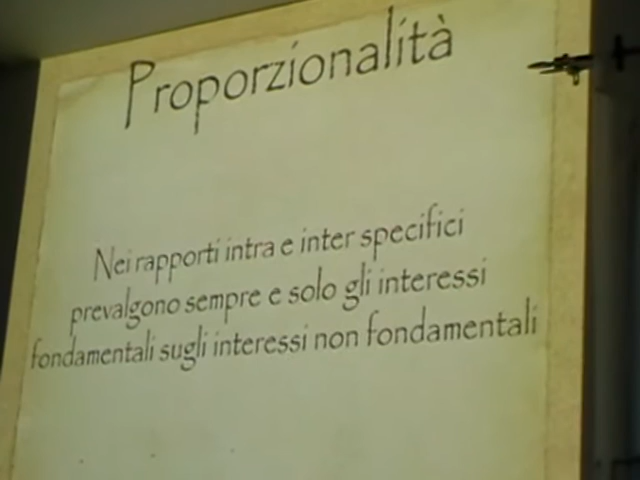 Proporzionalità
Nei rapporti intra e inter specifici
prevalgono sempre e solo gli interessi
fondamentali sugli interessi non fondamentali